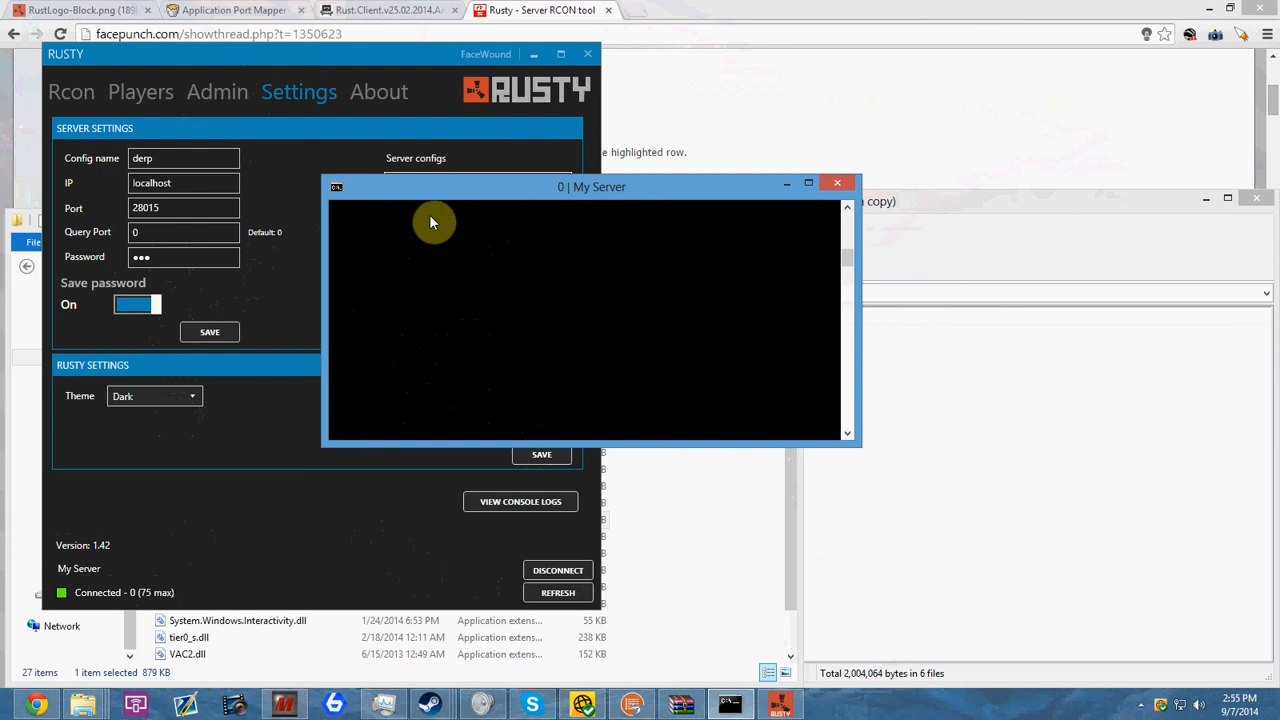 RustLogo-Block.png (189
Application Port Mapper
Rust.Client.v25.02.2014.Ar
Rusty - Server RCON tool
facepunch.com/showthread.php?t=1350623
RUSTY
FaceWound
Rcon Players Admin Settings About
RUSTY
SERVER SETTINGS
Config name derp
Server configs
e highlighted row.
IP localhost
0 | My Server
n copy)
Port 28015
Query Port 0 Default: 0
File
Password •••
Save password
On
SAVE
RUSTY SETTINGS
Theme Dark
SAVE
B
B
B
B
B
B
B
B
B
VIEW CONSOLE LOGS
Version: 1.42
My Server
DISCONNECT
Connected - 0 (75 max)
REFRESH
Network
System.Windows.Interactivity.dll 1/24/2014 6:53 PM Application extens... 55 KB
tier0_s.dll 2/18/2014 12:11 AM Application extens... 238 KB
VAC2.dll 6/15/2013 12:49 AM Application extens... 152 KB
27 items 1 item selected 879 KB
Total 2,004,064 bytes in 6 files
2:55 PM
9/7/2014